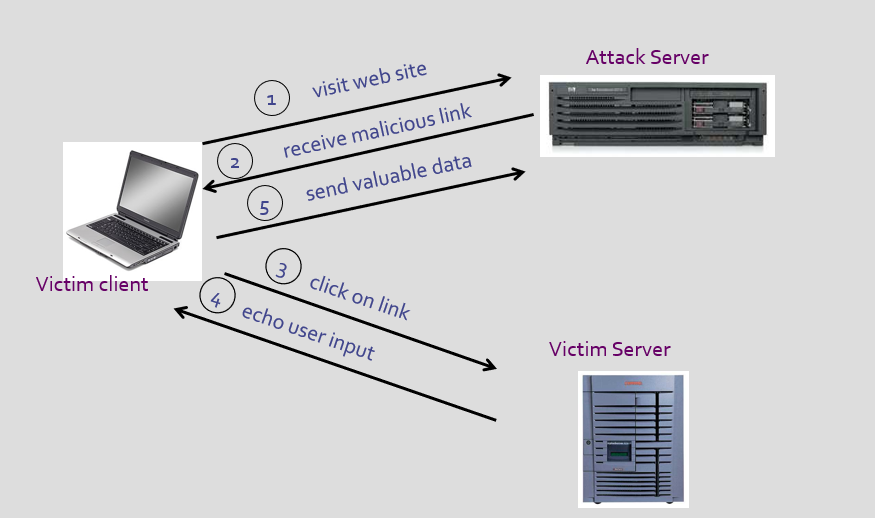 Attack Server
1 visit web site
2 receive malicious link
5 send valuable data
Victim client
3 click on link
4 echo user input
Victim Server